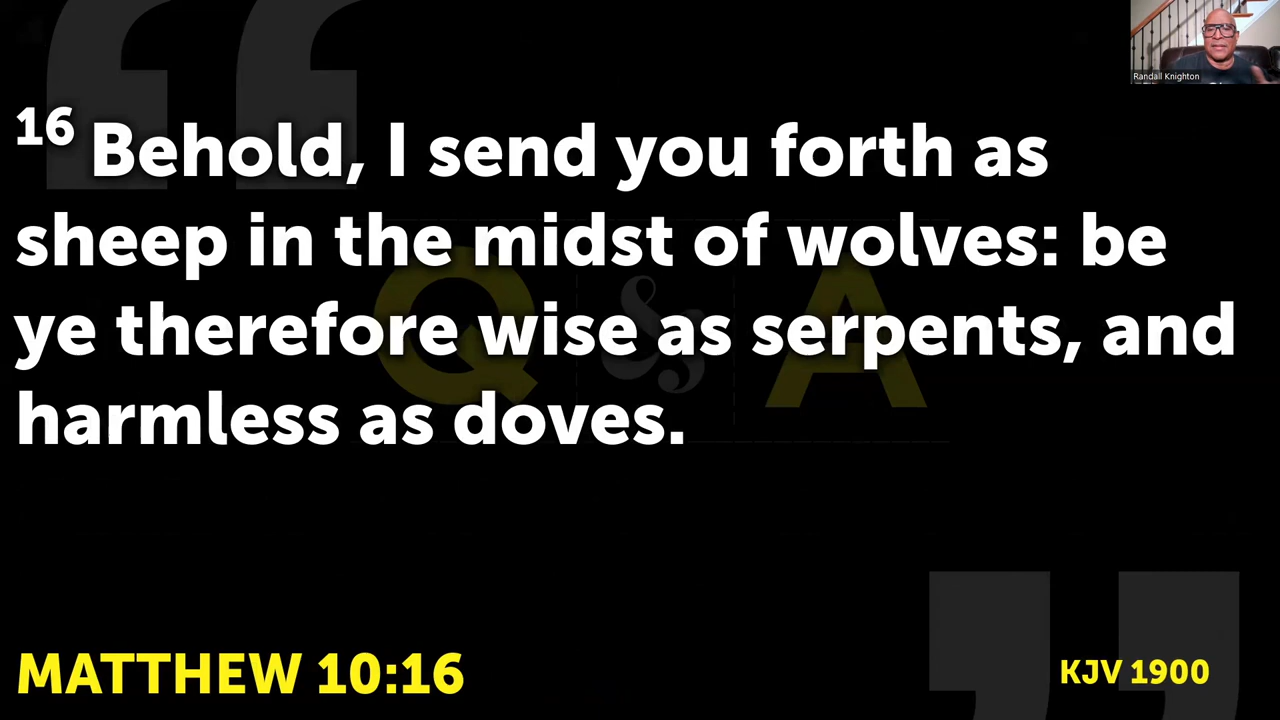 Randall Knighton
16 Behold, I send you forth as
sheep in the midst of wolves: be
ye therefore wise as serpents, and
harmless as doves.
Q & A
MATTHEW 10:16
KJV 1900